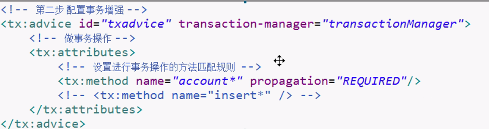 <!-- 第二步 配置事务增强 -->
<tx:advice id="txadvice" transaction-manager="transactionManager">
<!-- 做事务操作 -->
<tx:attributes>
<!-- 设置进行事务操作的方法匹配规则 -->
<tx:method name="account*" propagation="REQUIRED"/>
<!-- <tx:method name="insert*" /> -->
</tx:attributes>
</tx:advice>